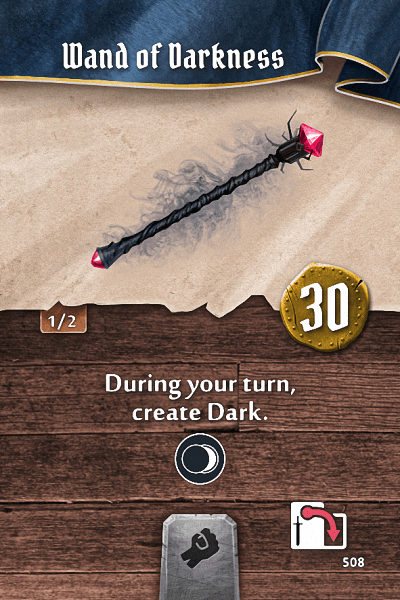 Wand of Darkness
1/2
30
During your turn,
create Dark.
508